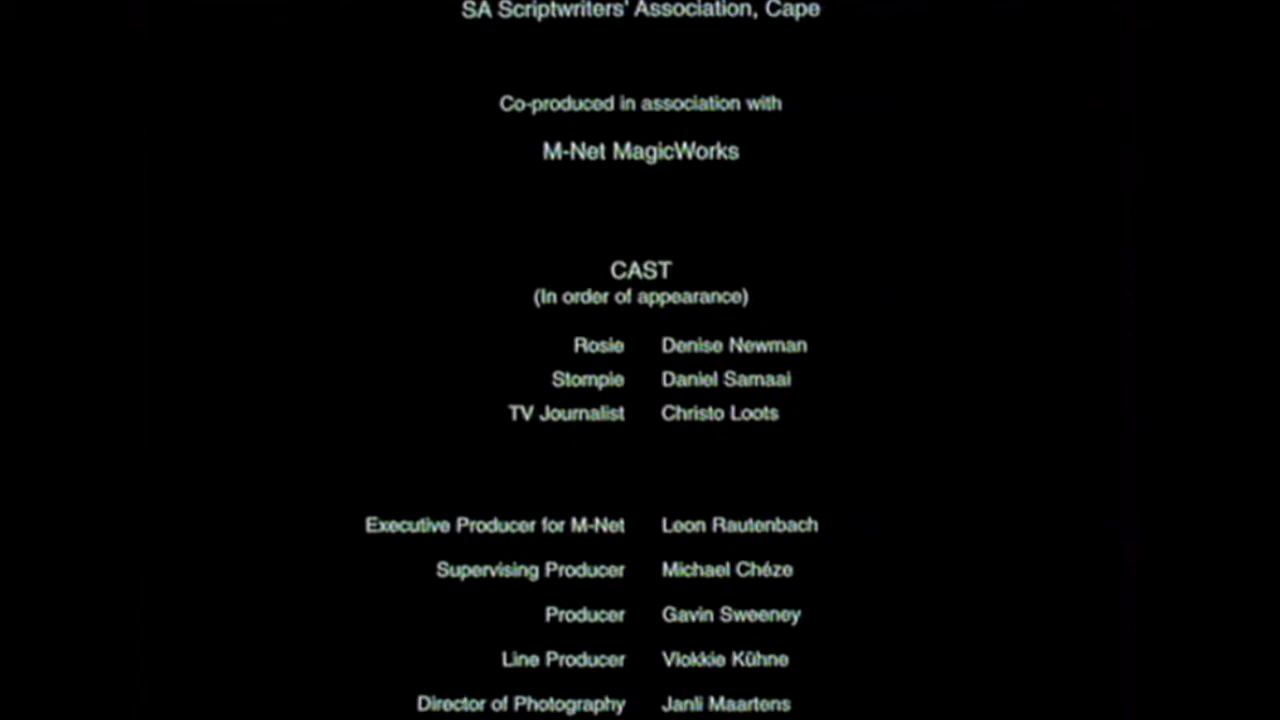 SA Scriptwriters' Association, Cape
Co-produced in association with
M-Net MagicWorks
CAST
(In order of appearance)
Rosie Denise Newman
Stompie Daniel Samaai
TV Journalist Christo Loots
Executive Producer for M-Net Leon Rautenbach
Supervising Producer Michael Chéze
Producer Gavin Sweeney
Line Producer Vlokkie Kühne
Director of Photography Janli Maartens